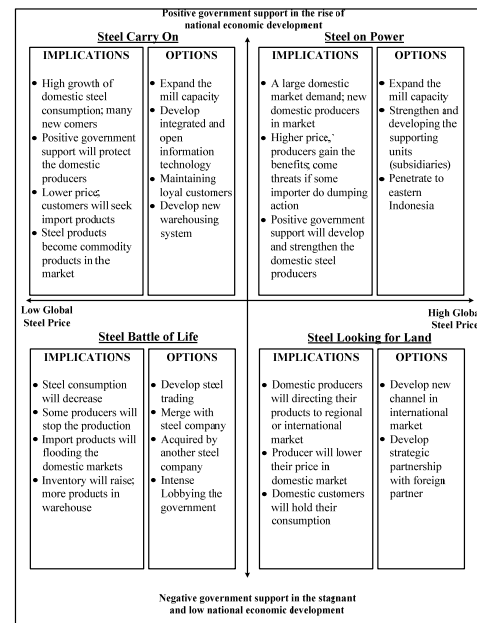 Positive government support in the rise of
national economic development
Steel Carry On
IMPLICATIONS
● High growth of
domestic steel
consumption; many
new comers
● Positive government
support will protect
the domestic
producers
● Lower price;
customers will seek
import products
● Steel products
become commodity
products in the
market
OPTIONS
● Expand the
mill capacity
● Develop
integrated and
open
information
technology
● Maintaining
loyal customers
● Develop new
warehousing
system
Steel on Power
IMPLICATIONS
● A large domestic
market demand; new
domestic producers
in market
● Higher price,
producers gain the
benefits; come
threats if some
importer do dumping
action
● Positive government
support will develop
and strengthen the
domestic steel
producers
OPTIONS
● Expand the
mill capacity
● Strengthen and
developing the
supporting
units
(subsidiaries)
● Penetrate to
eastern
Indonesia
Low Global
Steel Price
High Global
Steel Price
Steel Battle of Life
IMPLICATIONS
● Steel consumption
will decrease
● Some producers will
stop the production
● Import products will
flooding the
domestic markets
● Inventory will raise;
more products in
warehouse
OPTIONS
● Develop steel
trading
● Merge with
steel company
● Acquired by
another steel
company
● Intense
Lobbying the
government
Steel Looking for Land
IMPLICATIONS
● Domestic producers
will directing their
products to regional
or international
market
● Producer will lower
their price in
domestic market
● Domestic customers
will hold their
consumption
OPTIONS
● Develop new
channel in
international
market
● Develop
strategic
partnership
with foreign
partner
Negative government support in the stagnant
and low national economic development